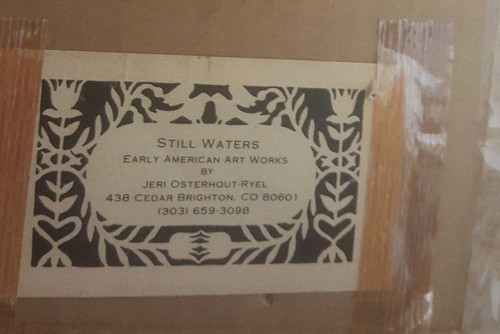 STILL WATERS
EARLY AMERICAN ART WORKS
BY
JERI OSTERHOUT-RYEL
438 CEDAR BRIGHTON, CO 80601
(303) 659-3098